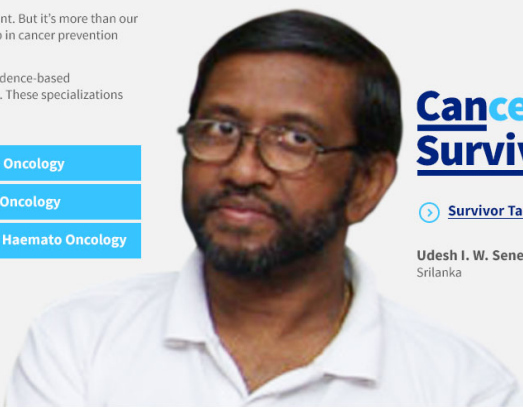 nt. But it's more than our
in cancer prevention
dence-based
. These specializations
Oncology
Oncology
Haemato Oncology
Cance
Surviv
Survivor Ta
Udesh I. W. Sene
Srilanka